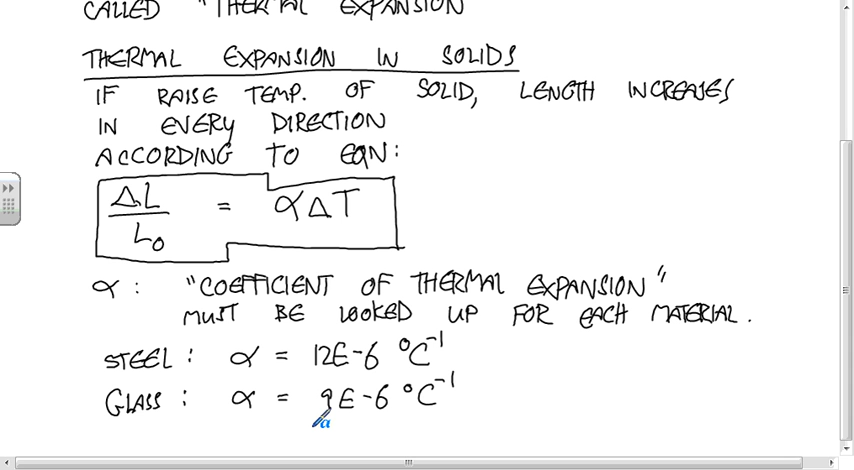 CALLED "THERMAL EXPANSION
THERMAL EXPANSION IN SOLIDS
IF RAISE TEMP. OF SOLID, LENGTH INCREASES
IN EVERY DIRECTION
ACCORDING TO EQN:
ΔL/L₀ = αΔT
α: "COEFFICIENT OF THERMAL EXPANSION"
MUST BE LOOKED UP FOR EACH MATERIAL.
STEEL: α = 12E-6 °C⁻¹
GLASS: α = 9E-6 °C⁻¹
a